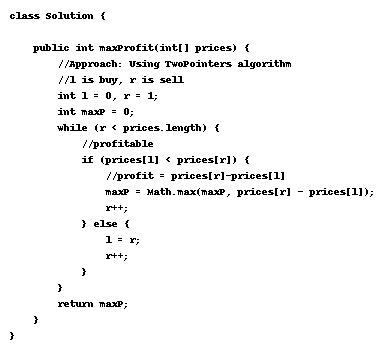 class Solution {
    public int maxProfit(int[] prices) {
        //Approach: Using TwoPointers algorithm
        //l is buy, r is sell
        int l = 0, r = 1;
        int maxP = 0;
        while (r < prices.length) {
            //profitable
            if (prices[l] < prices[r]) {
                //profit = prices[r]-prices[l]
                maxP = Math.max(maxP, prices[r] - prices[l]);
                r++;
            } else {
                l = r;
                r++;
            }
        }
        return maxP;
    }
}